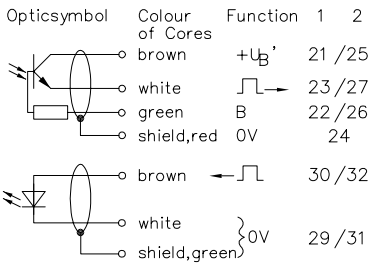 Opticsymbol Colour of Cores Function 1 2
brown +UB' 21 / 25
white 23 / 27
green B 22 / 26
shield,red 0V 24
brown 30 / 32
white
0V 29 / 31
shield,green